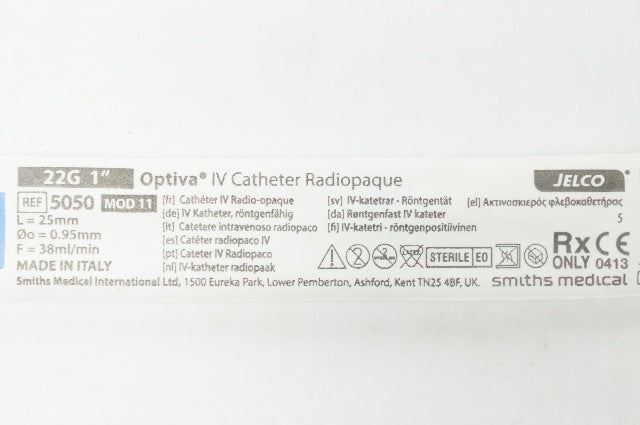 22G 1" Optiva® IV Catheter Radiopaque JELCO®
REF 5050 MOD 11
L = 25mm
Øo = 0.95mm
F = 38ml/min
MADE IN ITALY
[fr] Cathéter IV Radio-opaque
[de] IV Katheter, röntgenfähig
[it] Catetere intravenoso radiopaco
[es] Catéter radiopaco IV
[pt] Cateter IV Radiopaco
[nl] IV-katheter radiopaak
[sv] IV-katetrar - Röntgentät
[da] Røntgenfast IV kateter
[fi] IV-katetri - röntgenpositiivinen
[el] Ακτινοσκιερός φλεβοκαθετήρας
5
2 STERILE EO
Rx ONLY CE 0413
Smiths Medical International Ltd, 1500 Eureka Park, Lower Pemberton, Ashford, Kent TN25 4BF, UK. smiths medical